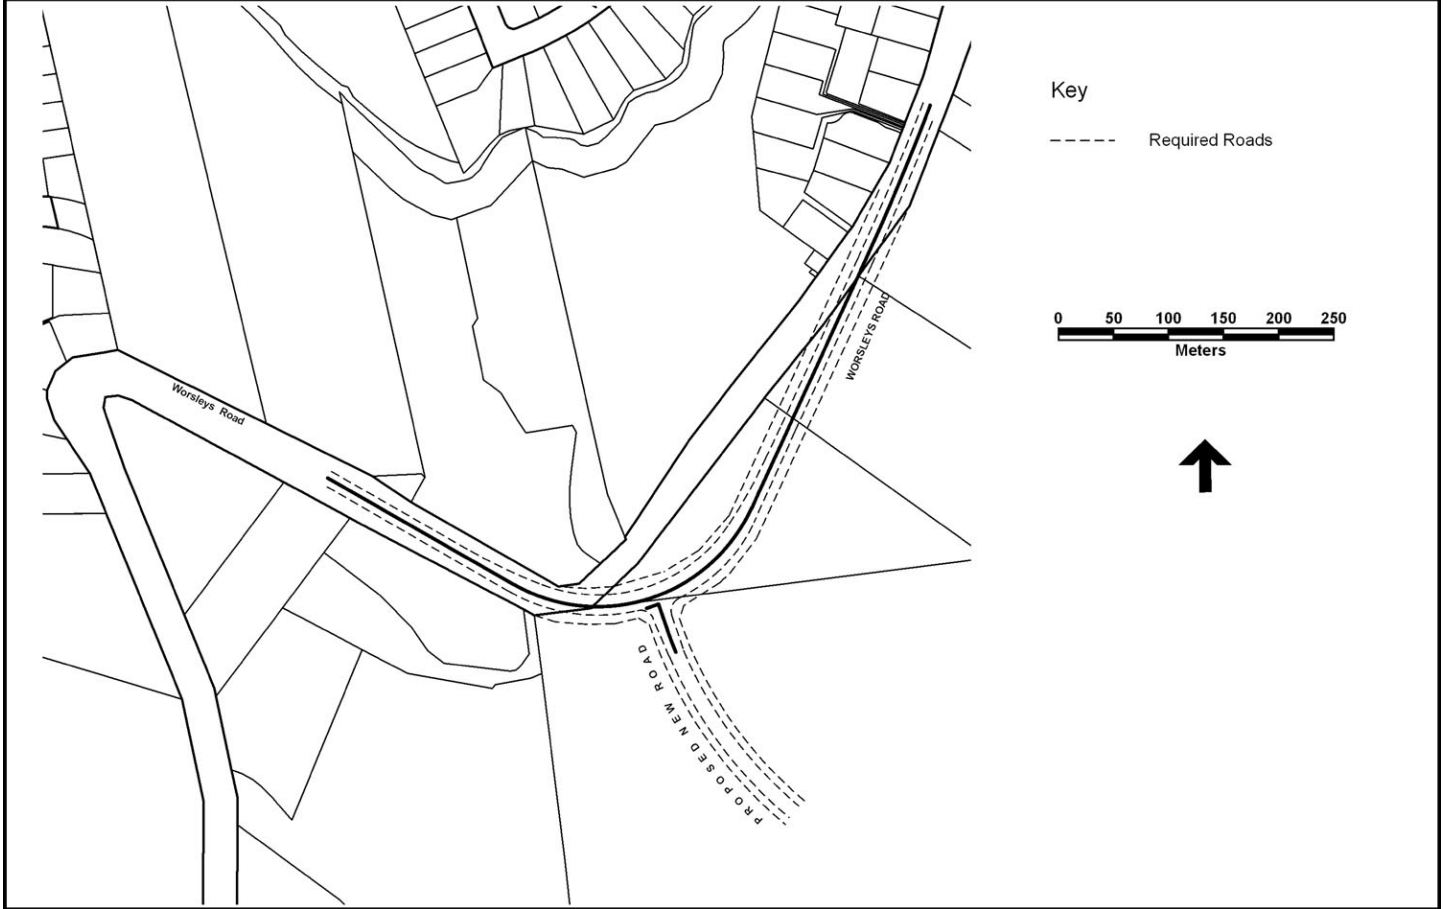 Key
Required Roads
0 50 100 150 200 250
Meters
WORSLEYS ROAD
Worsleys Road
PROPOSED NEW ROAD